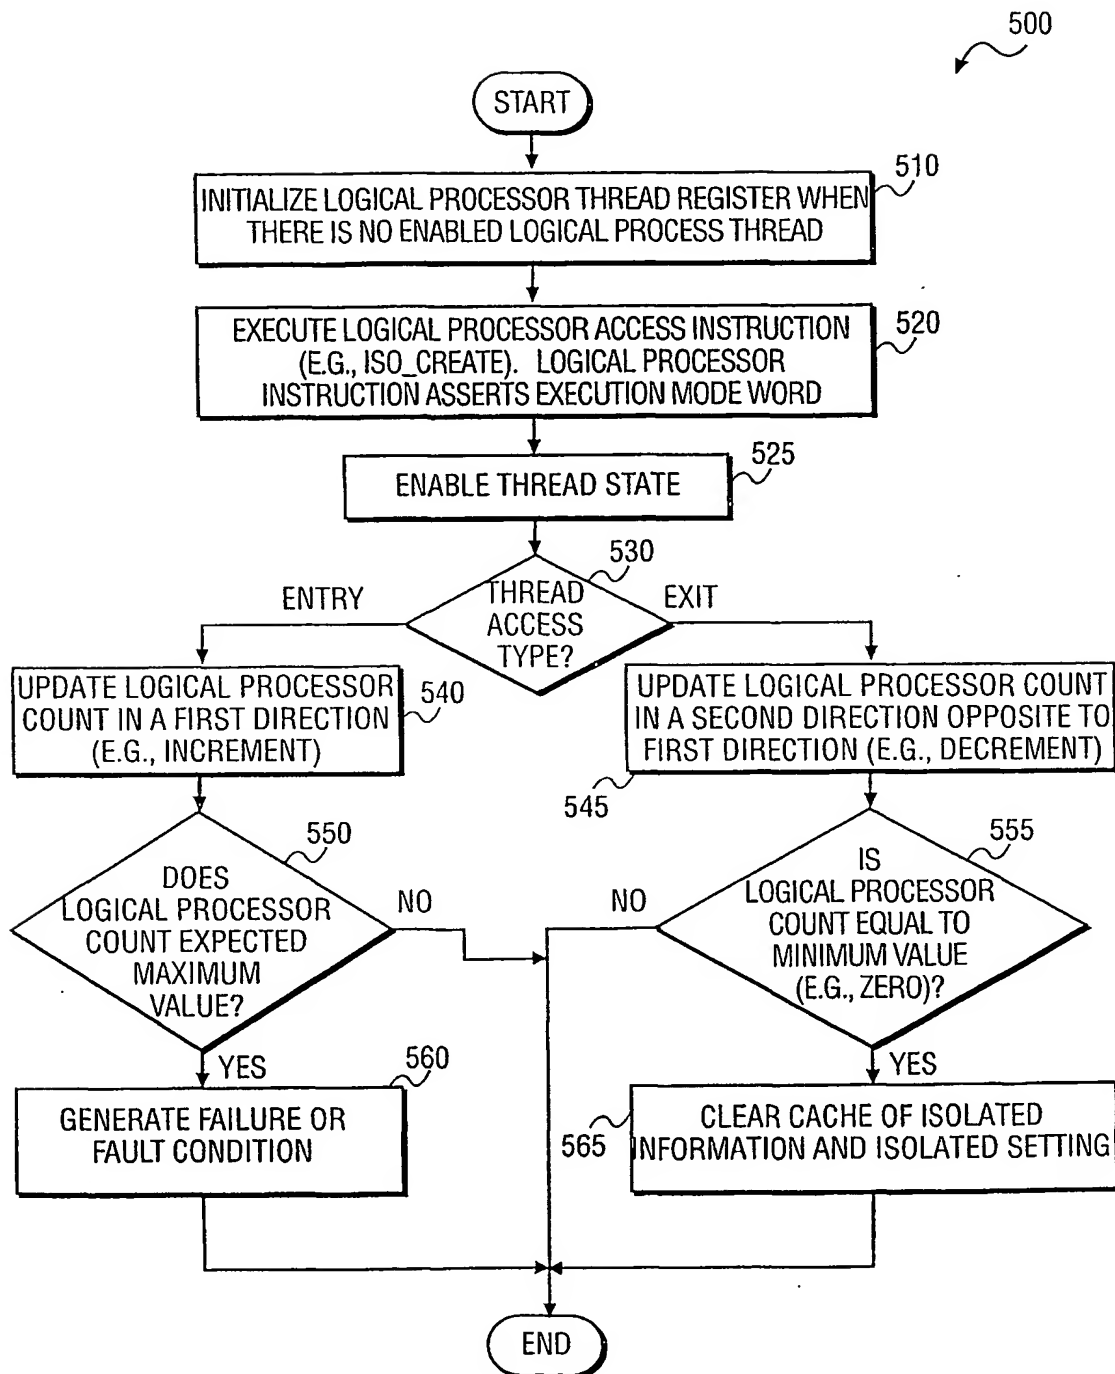 500
START
510
INITIALIZE LOGICAL PROCESSOR THREAD REGISTER WHEN
THERE IS NO ENABLED LOGICAL PROCESS THREAD
520
EXECUTE LOGICAL PROCESSOR ACCESS INSTRUCTION
(E.G., ISO_CREATE). LOGICAL PROCESSOR
INSTRUCTION ASSERTS EXECUTION MODE WORD
525
ENABLE THREAD STATE
530
THREAD
ACCESS
TYPE?
ENTRY
EXIT
UPDATE LOGICAL PROCESSOR
COUNT IN A FIRST DIRECTION
(E.G., INCREMENT)
540
UPDATE LOGICAL PROCESSOR COUNT
IN A SECOND DIRECTION OPPOSITE TO
FIRST DIRECTION (E.G., DECREMENT)
545
550
DOES
LOGICAL PROCESSOR
COUNT EXPECTED
MAXIMUM
VALUE?
NO
555
IS
LOGICAL PROCESSOR
COUNT EQUAL TO
MINIMUM VALUE
(E.G., ZERO)?
NO
YES
560
GENERATE FAILURE OR
FAULT CONDITION
YES
CLEAR CACHE OF ISOLATED
INFORMATION AND ISOLATED SETTING
565
END